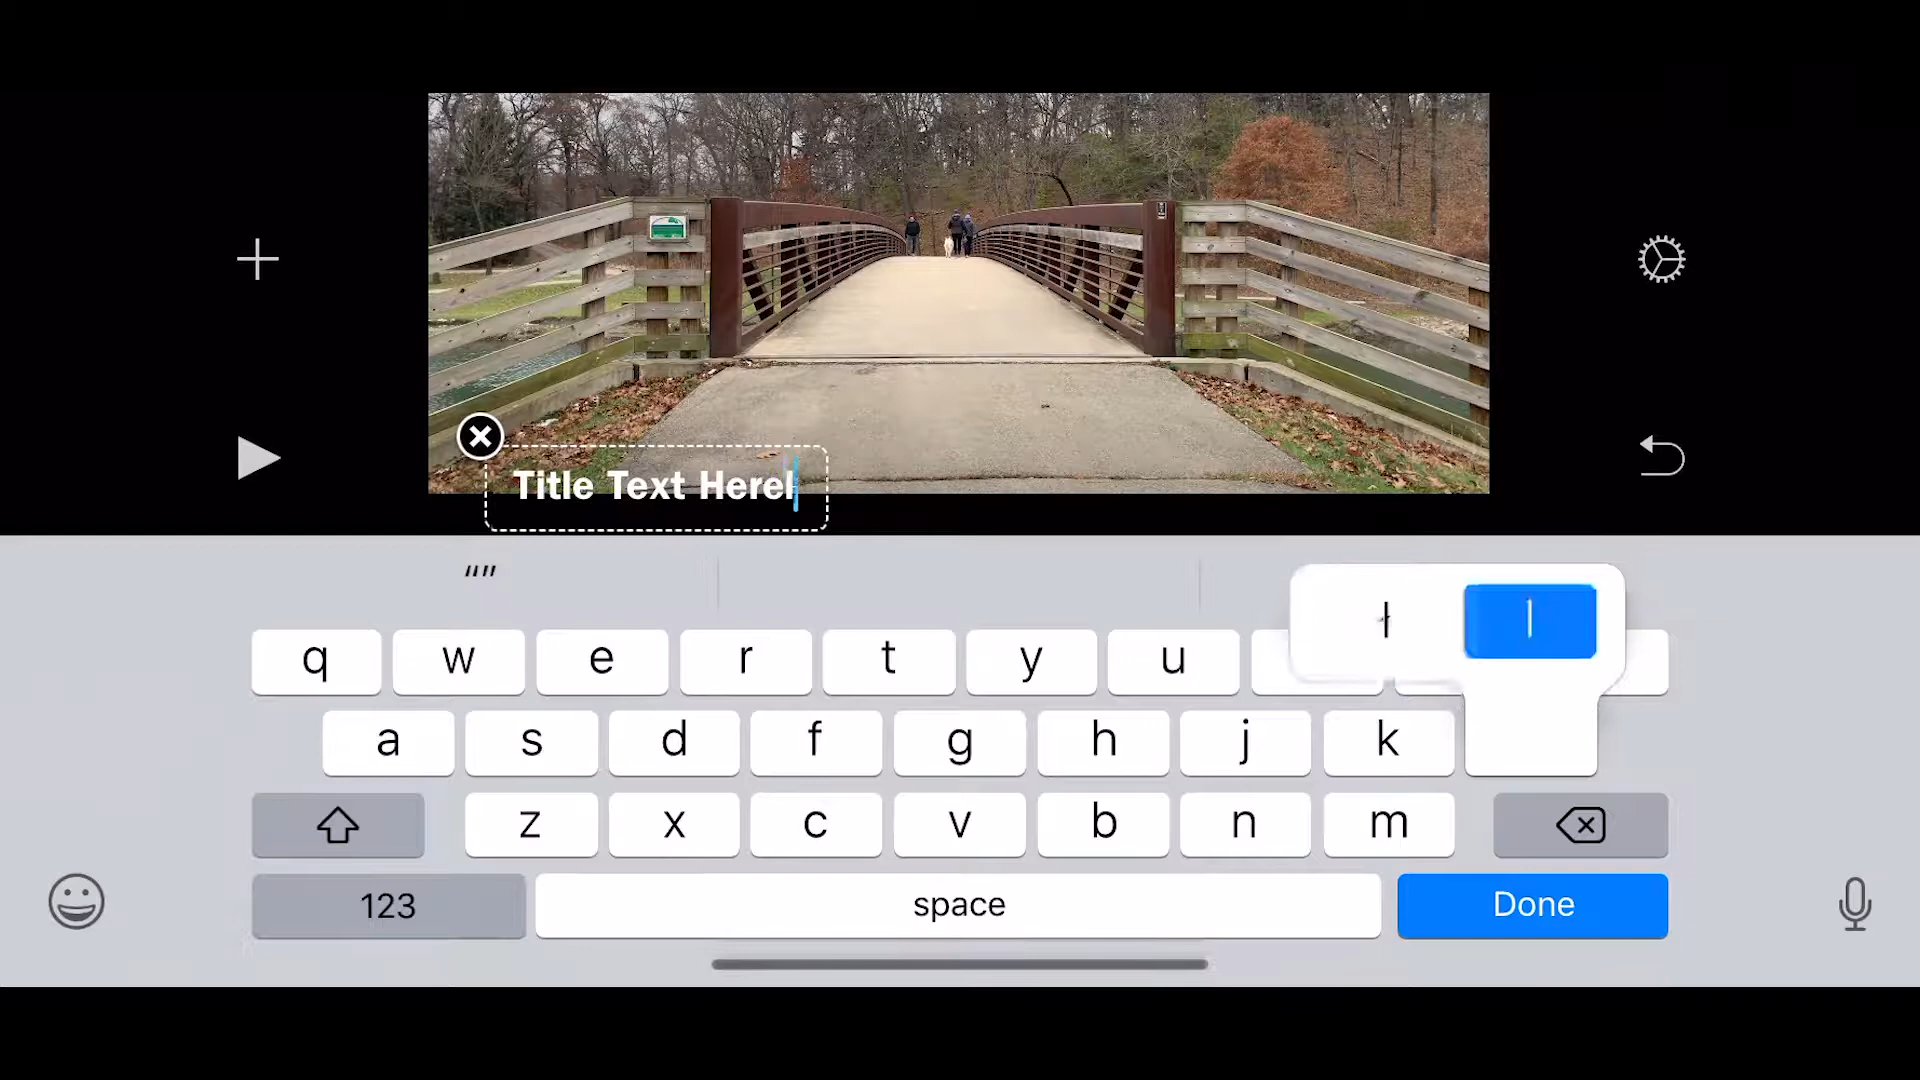 Title Text Herel
“”
ł l
q w e r t y u
a s d f g h j k
z x c v b n m
123 space Done